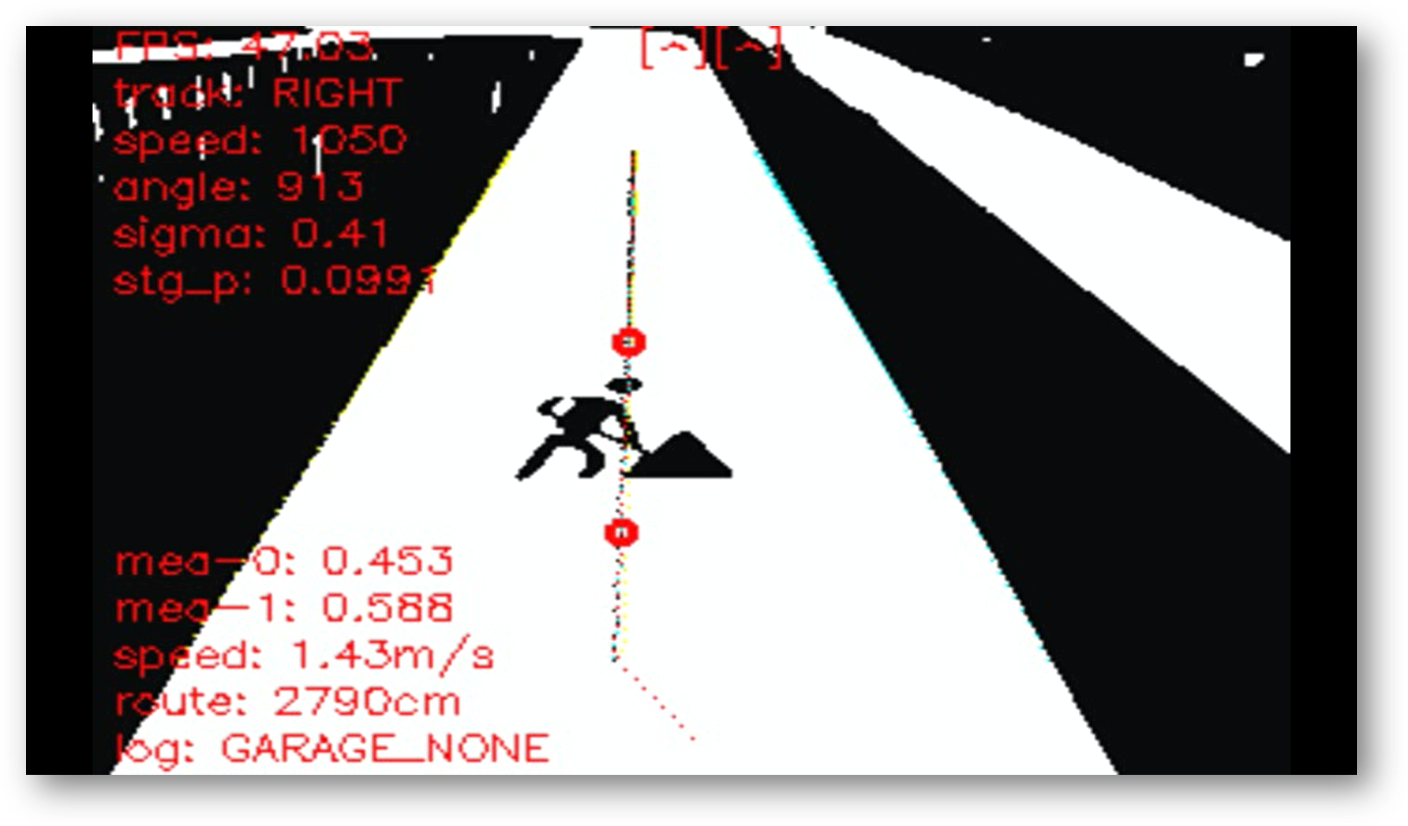 FPS: 47.03
[^][^]
track: RIGHT
speed: 1050
angle: 913
sigma: 0.41
stg_p: 0.0991
mea-0: 0.453
mea-1: 0.588
speed: 1.43m/s
route: 2790cm
log: GARAGE_NONE